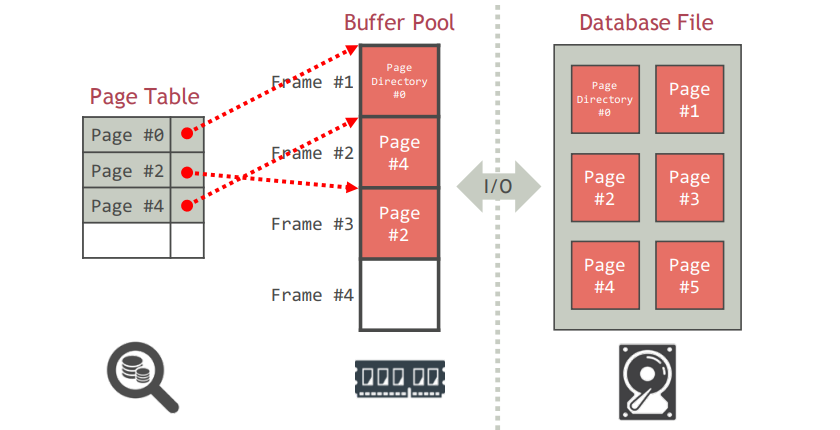 Buffer Pool
Database File
Page Table
Page #0
Page #2
Page #4
Frame #1
Frame #2
Frame #3
Frame #4
Page
Directory
#0
Page
#4
Page
#2
I/O
Page
Directory
#0
Page
#1
Page
#2
Page
#3
Page
#4
Page
#5